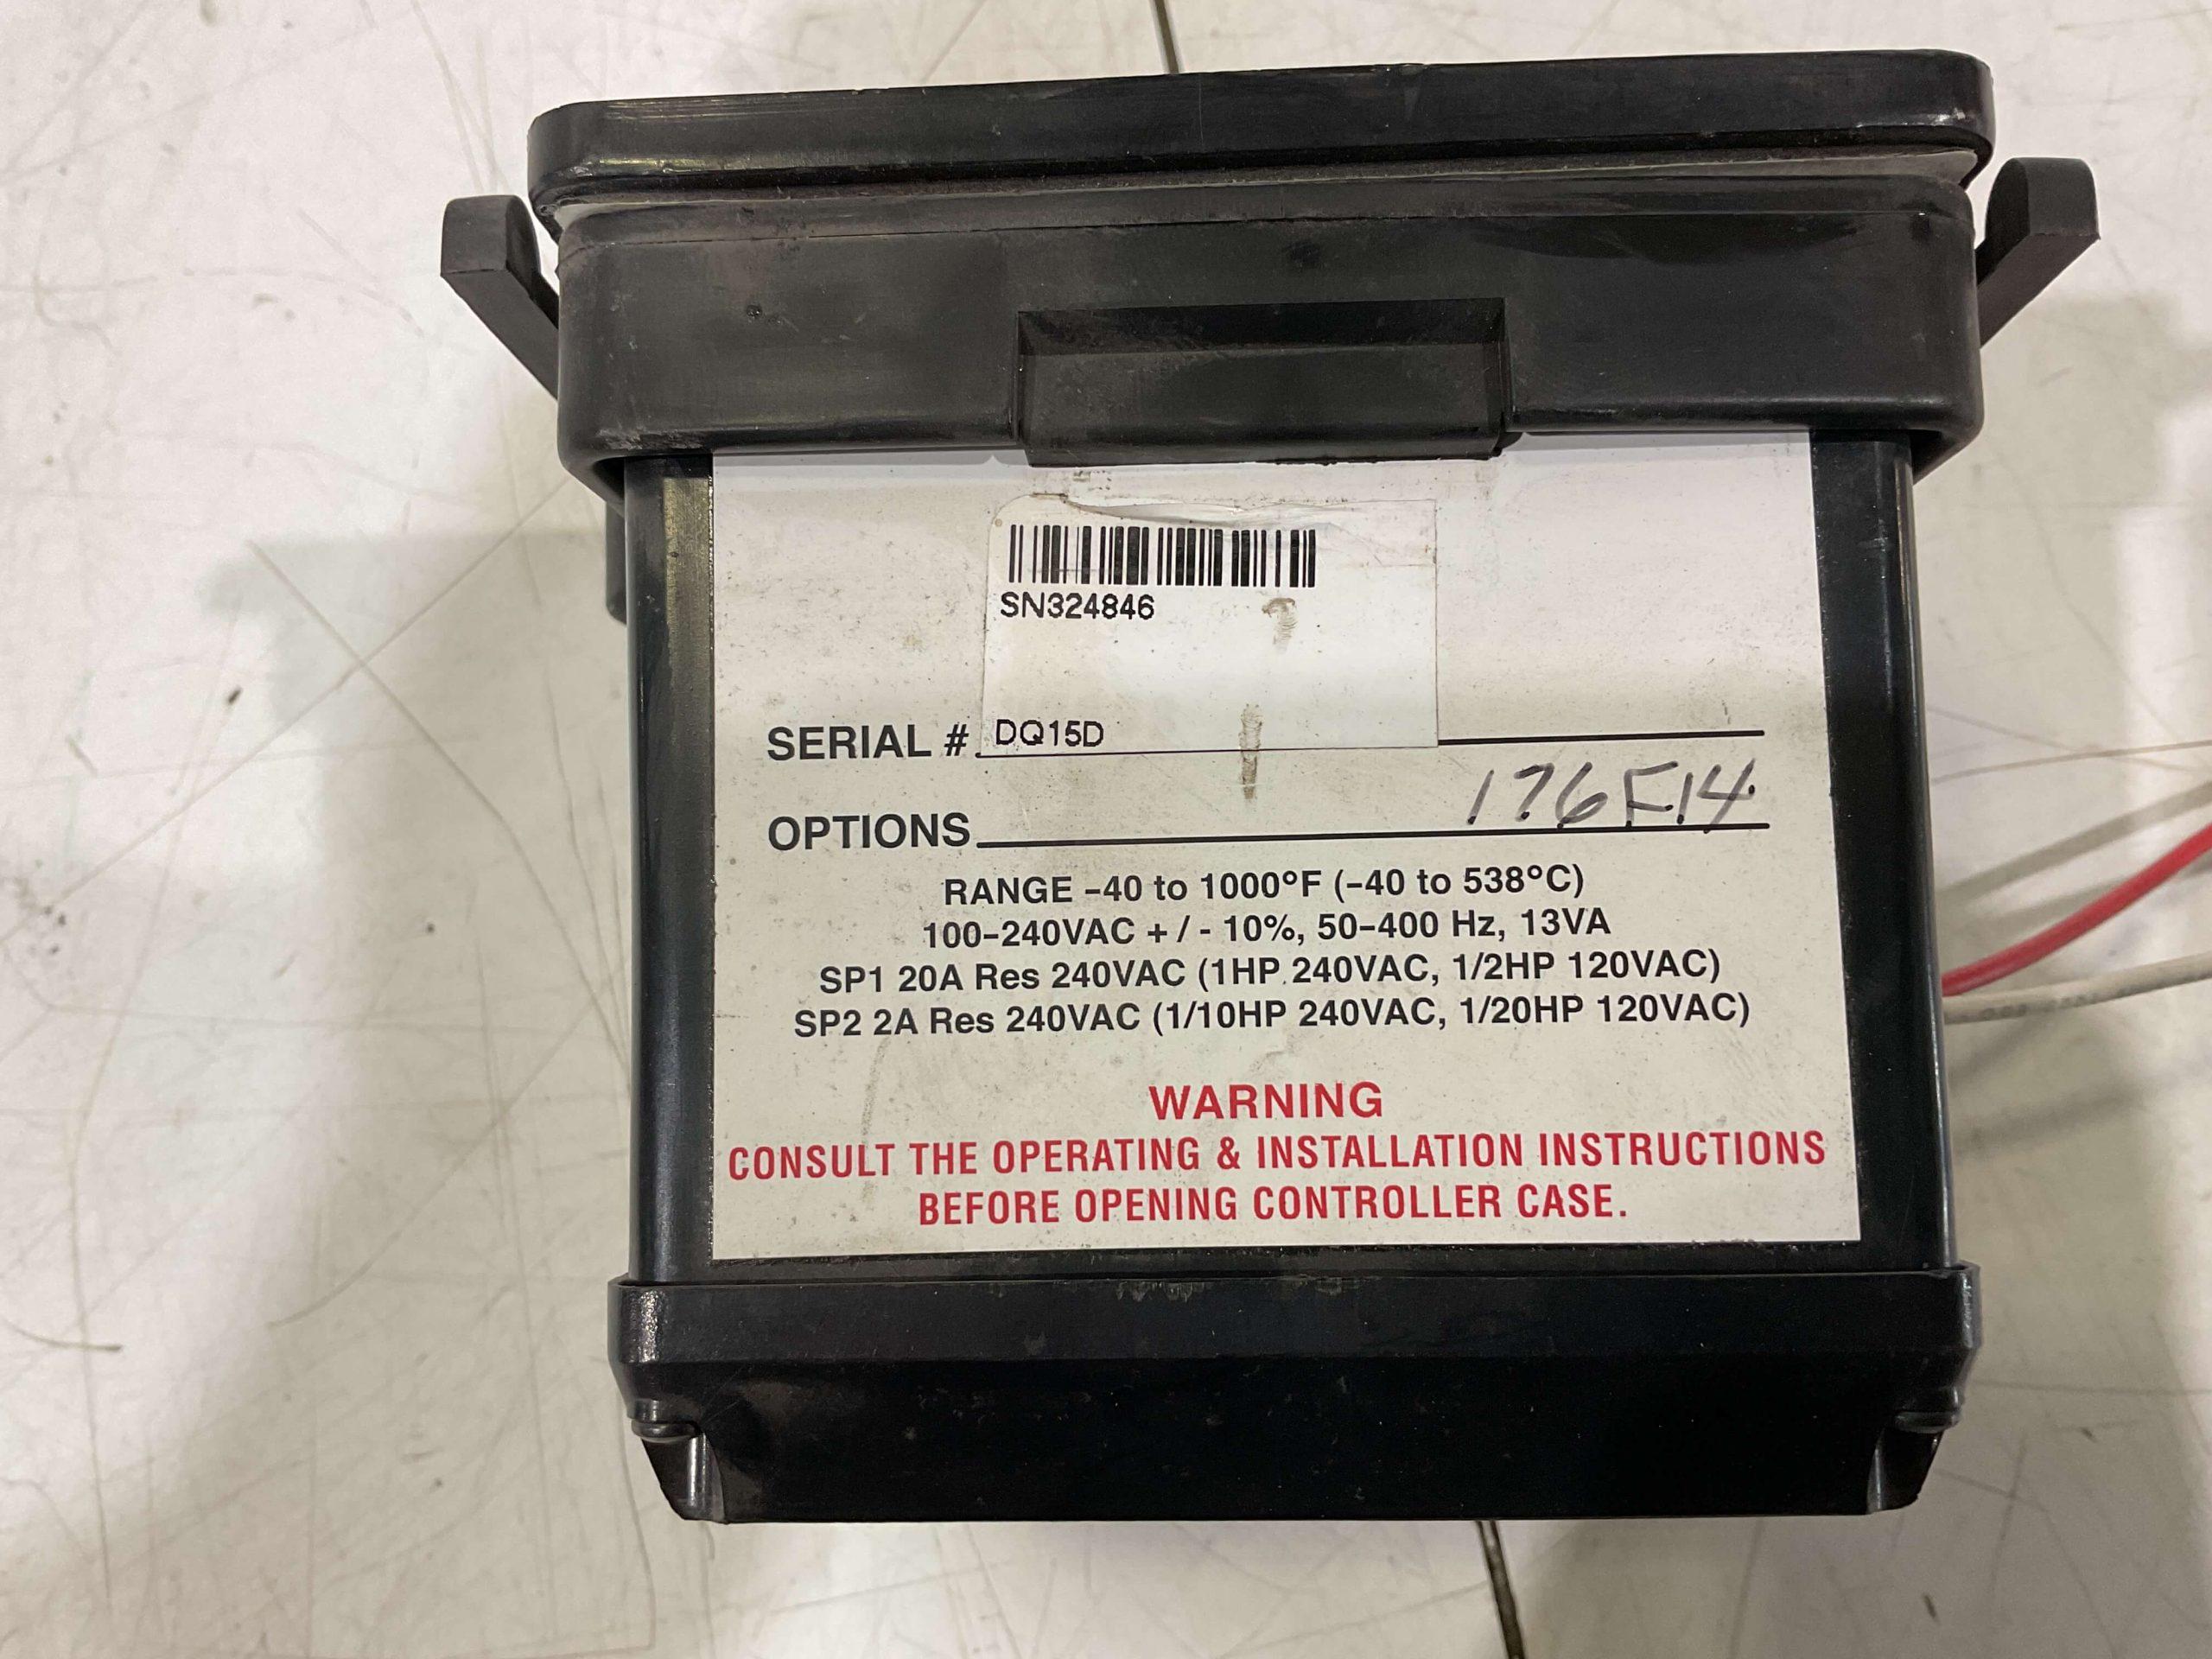 SN324846
SERIAL # DQ15D
176F14
OPTIONS
RANGE -40 to 1000°F (-40 to 538°C)
100-240VAC + / - 10%, 50-400 Hz, 13VA
SP1 20A Res 240VAC (1HP 240VAC, 1/2HP 120VAC)
SP2 2A Res 240VAC (1/10HP 240VAC, 1/20HP 120VAC)
WARNING
CONSULT THE OPERATING & INSTALLATION INSTRUCTIONS
BEFORE OPENING CONTROLLER CASE.